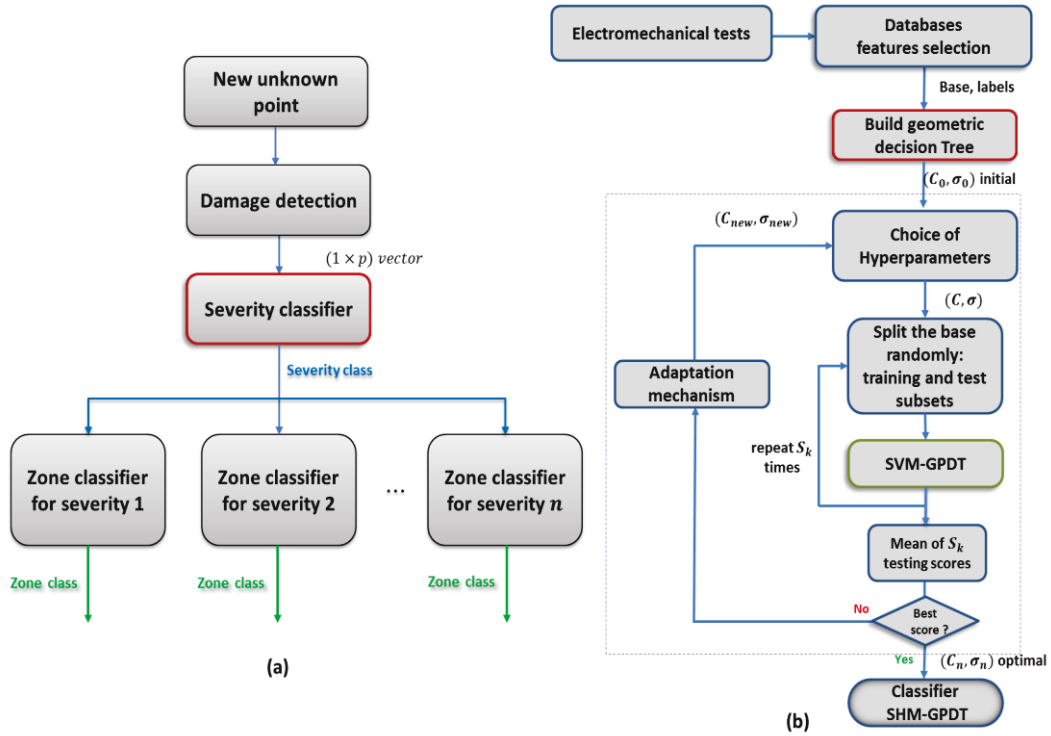 New unknown
point
Damage detection
(1 × p) vector
Severity classifier
Severity class
Zone classifier
for severity 1
Zone classifier
for severity 2
...
Zone classifier
for severity n
Zone class
Zone class
Zone class
(a)
Electromechanical tests
Databases
features selection
Base, labels
Build geometric
decision Tree
(C₀, σ₀) initial
(Cₙₑw, σₙₑw)
Choice of
Hyperparameters
(C, σ)
Split the base
randomly:
training and test
subsets
Adaptation
mechanism
repeat Sₖ
times
SVM-GPDT
Mean of Sₖ
testing scores
No
Best
score ?
Yes
(Cₙ, σₙ) optimal
Classifier
SHM-GPDT
(b)